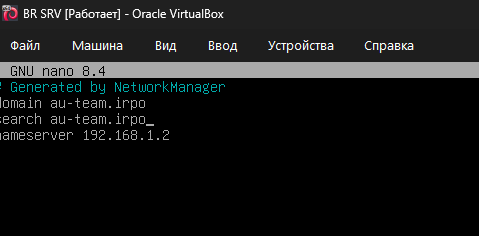 BR SRV [Работает] - Oracle VirtualBox
Файл Машина Вид Ввод Устройства Справка
GNU nano 8.4
# Generated by NetworkManager
domain au-team.irpo
search au-team.irpo_
nameserver 192.168.1.2